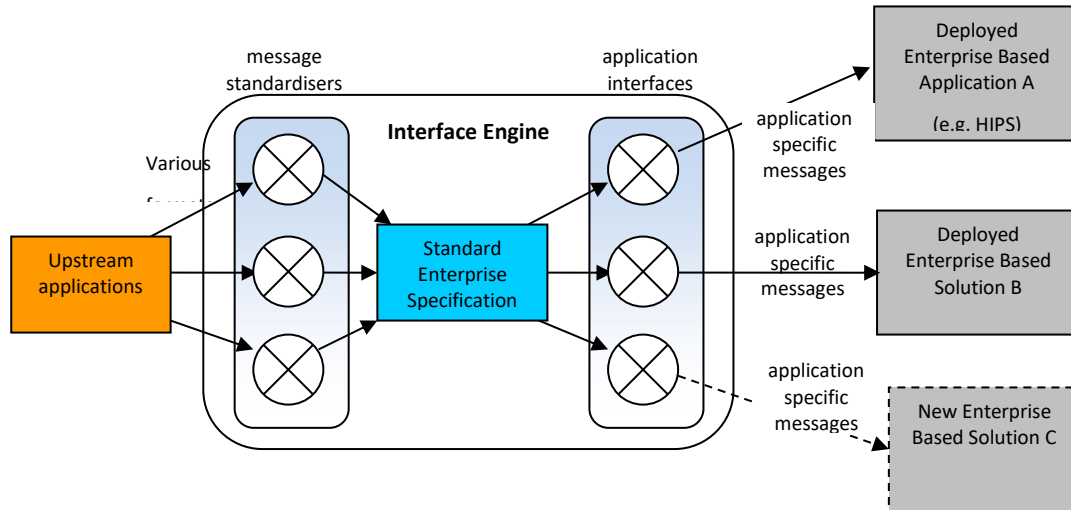 message
standardisers
application
interfaces
Interface Engine
Various
Upstream
applications
Standard
Enterprise
Specification
application
specific
messages
application
specific
messages
application
specific
messages
Deployed
Enterprise Based
Application A
(e.g. HIPS)
Deployed
Enterprise Based
Solution B
New Enterprise
Based Solution C